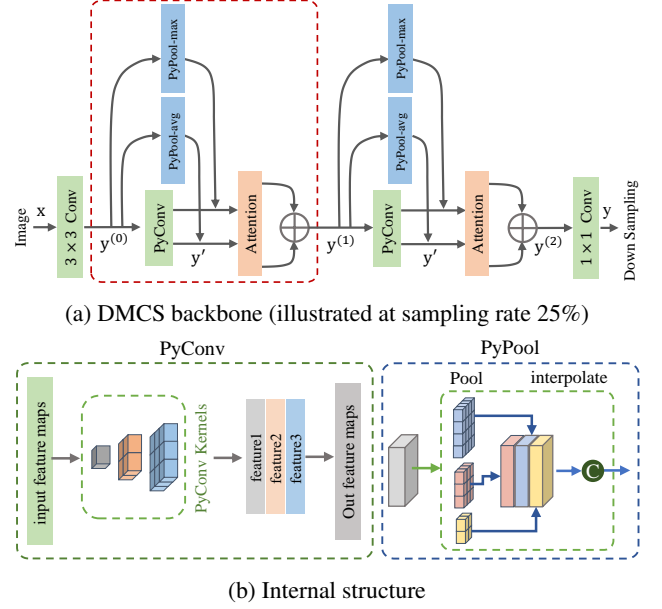 PyPool-max
PyPool-max
PyPool-avg
PyPool-avg
Image
x
3 × 3 Conv
y(0)
PyConv
y′
Attention
y(1)
PyConv
y′
Attention
y(2)
1 × 1 Conv
y
Down Sampling
(a) DMCS backbone (illustrated at sampling rate 25%)
PyConv
PyPool
input feature maps
PyConv Kernels
feature1
feature2
feature3
Out feature maps
Pool
interpolate
C
(b) Internal structure